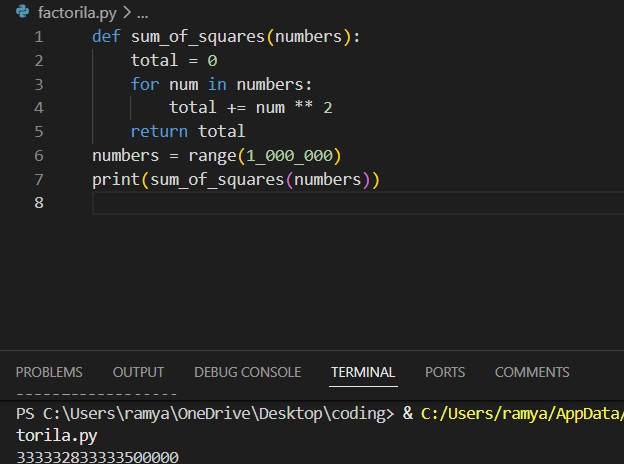 factorila.py > ...
1 def sum_of_squares(numbers):
2     total = 0
3     for num in numbers:
4         total += num ** 2
5     return total
6 numbers = range(1_000_000)
7 print(sum_of_squares(numbers))
8
PROBLEMS OUTPUT DEBUG CONSOLE TERMINAL PORTS COMMENTS
------------------
PS C:\Users\ramya\OneDrive\Desktop\coding> & C:/Users/ramya/AppData/
torila.py
333332833333500000